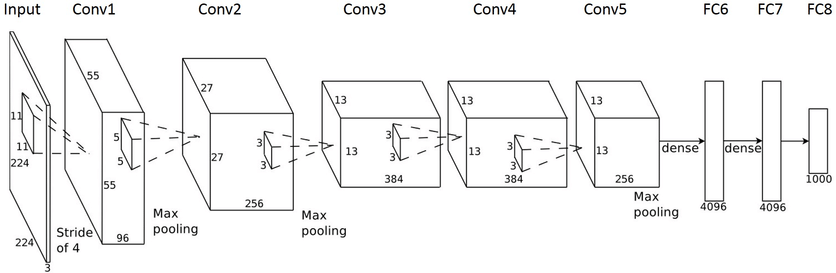 Input Conv1 Conv2 Conv3 Conv4 Conv5 FC6 FC7 FC8
11
11
224
224
3
Stride
of 4
55
5
5
55
96
Max
pooling
27
27
3
3
256
Max
pooling
13
13
3
3
384
13
13
3
3
384
13
13
256
Max
pooling
dense
4096
dense
4096
1000